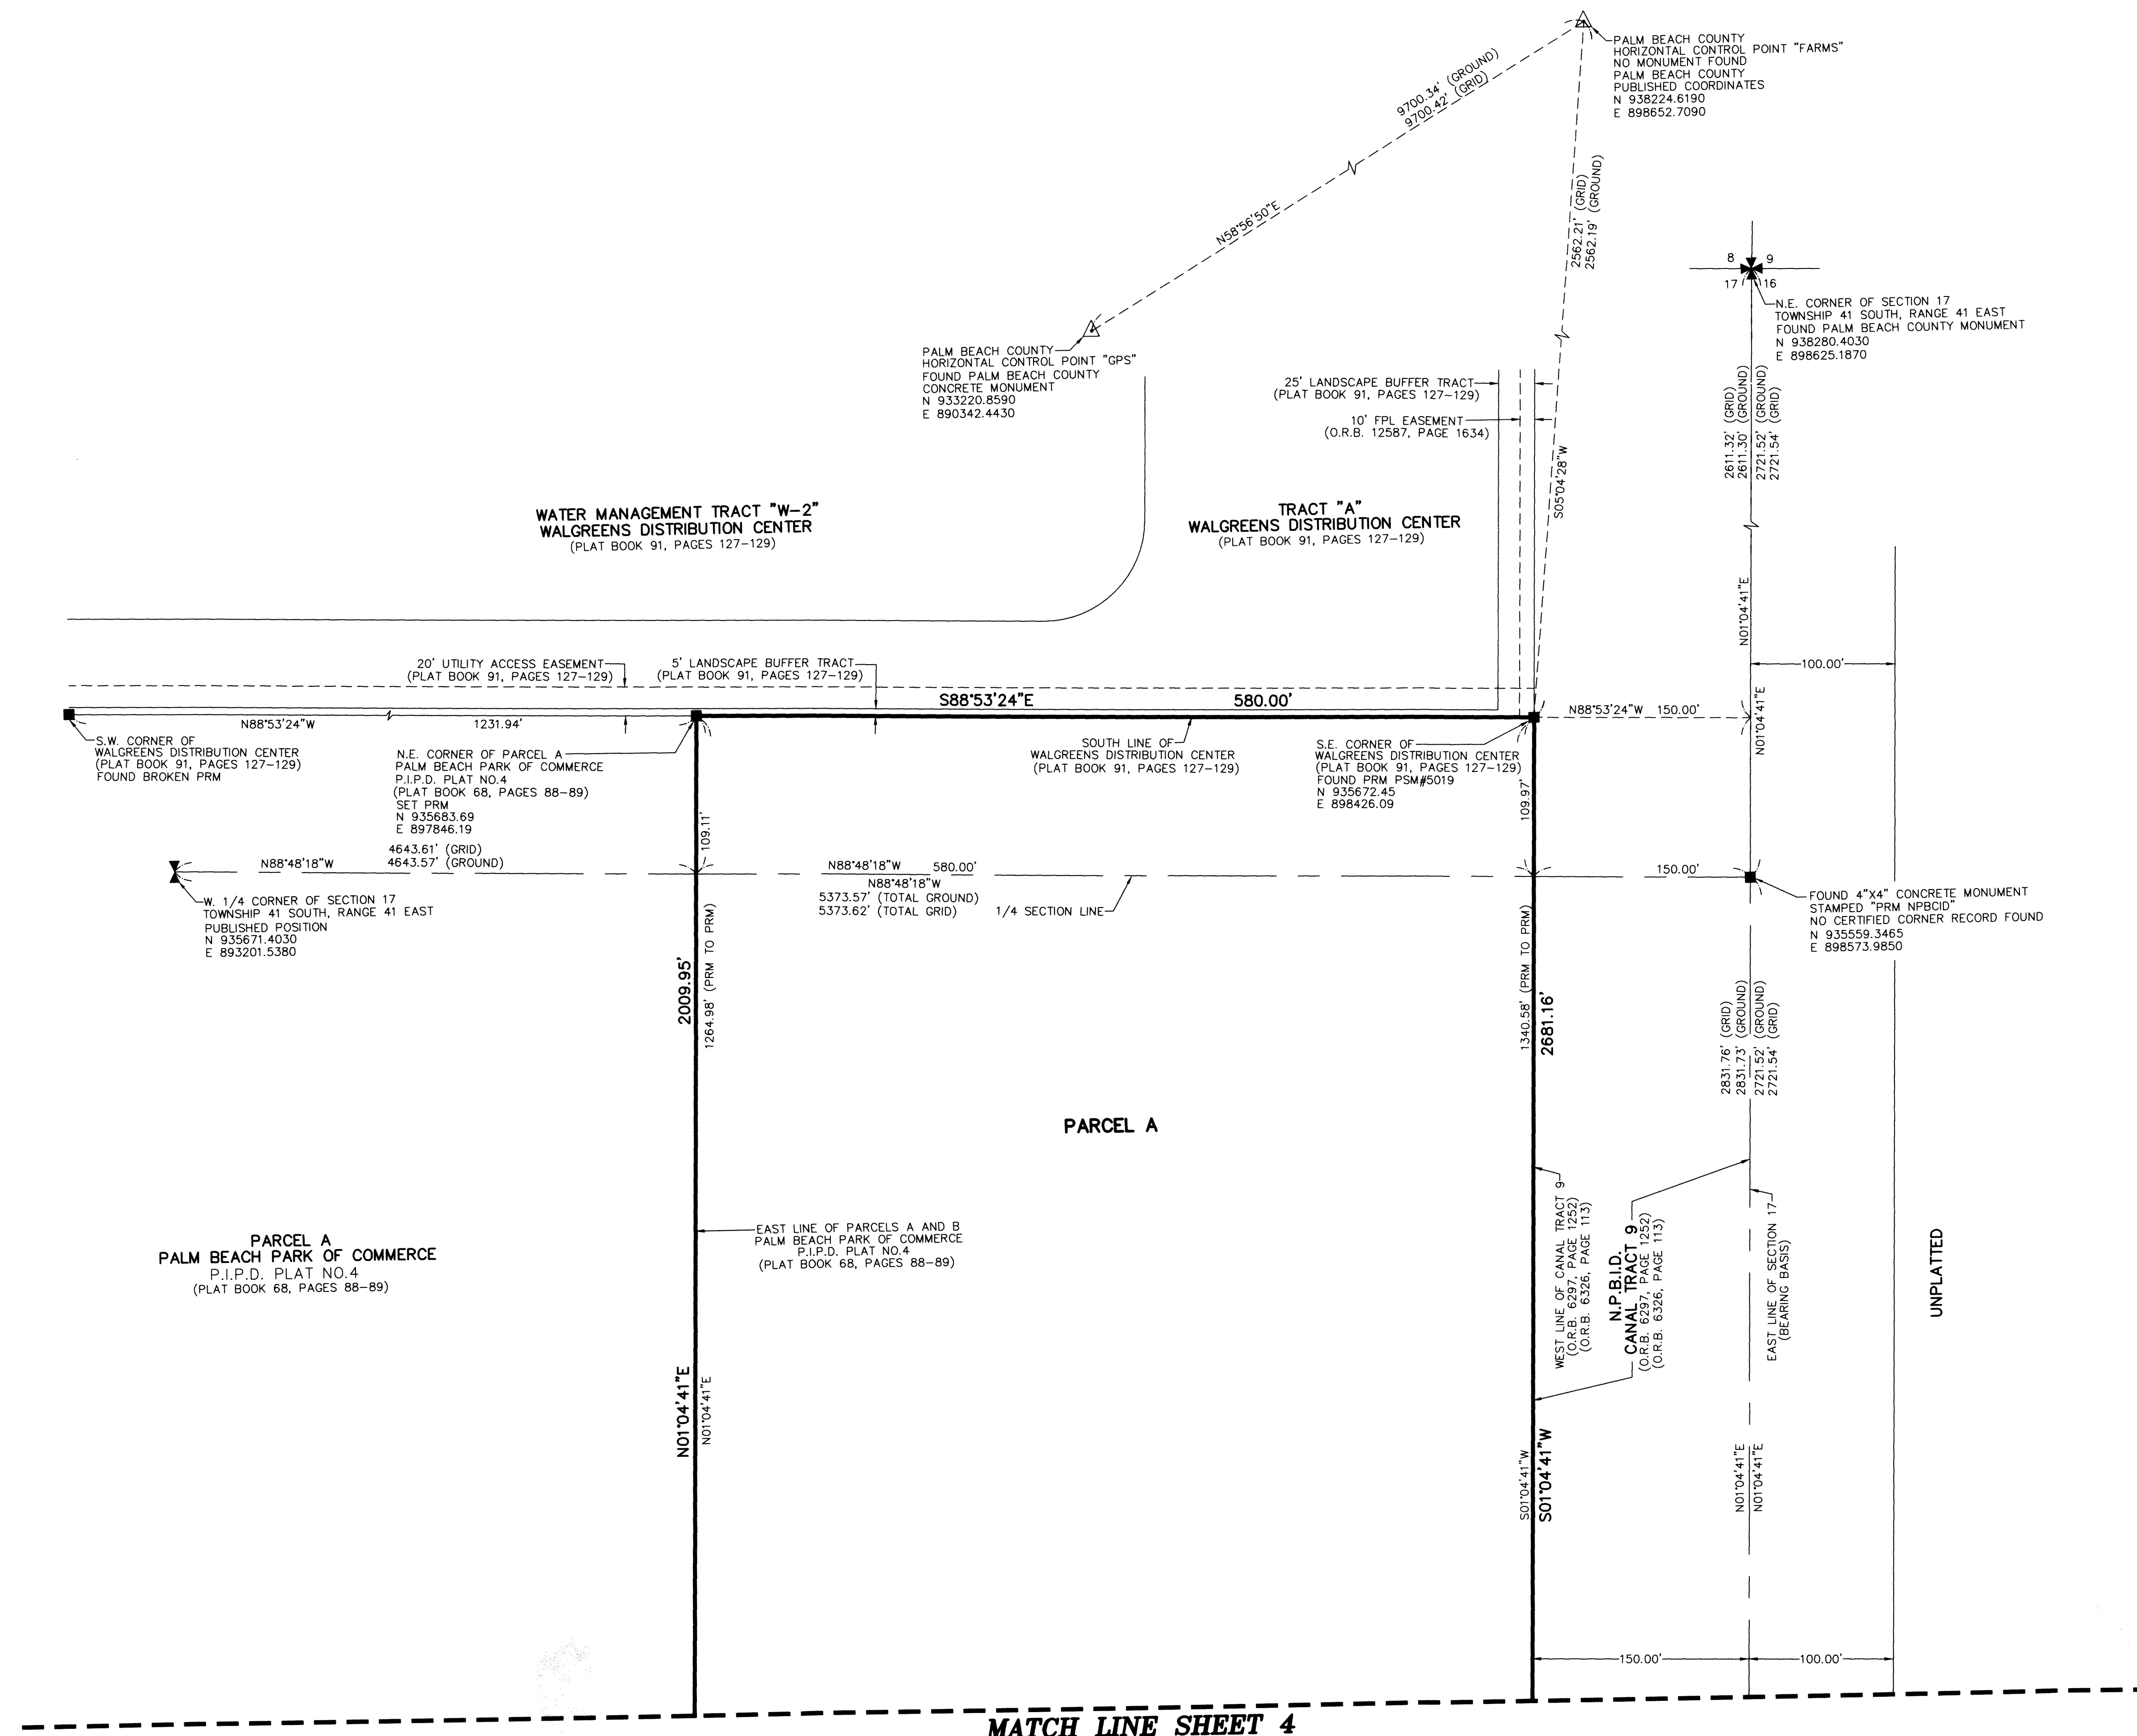 PALM BEACH COUNTY
HORIZONTAL CONTROL POINT "FARMS"
NO MONUMENT FOUND
PALM BEACH COUNTY
PUBLISHED COORDINATES
N 938224.6190
E 898652.7090
9700.34' (GROUND)
9700.42' (GRID)
N58°56'50"E
2562.21' (GRID)
2562.19' (GROUND)
S05°04'28"W
8
9
17
16
N.E. CORNER OF SECTION 17
TOWNSHIP 41 SOUTH, RANGE 41 EAST
FOUND PALM BEACH COUNTY MONUMENT
N 938280.4030
E 898625.1870
PALM BEACH COUNTY
HORIZONTAL CONTROL POINT "GPS"
FOUND PALM BEACH COUNTY
CONCRETE MONUMENT
N 933220.8590
E 890342.4430
25' LANDSCAPE BUFFER TRACT
(PLAT BOOK 91, PAGES 127-129)
10' FPL EASEMENT
(O.R.B. 12587, PAGE 1634)
2611.32' (GRID)
2611.30' (GROUND)
2721.52' (GROUND)
2721.54' (GRID)
WATER MANAGEMENT TRACT "W-2"
WALGREENS DISTRIBUTION CENTER
(PLAT BOOK 91, PAGES 127-129)
TRACT "A"
WALGREENS DISTRIBUTION CENTER
(PLAT BOOK 91, PAGES 127-129)
N01°04'41"E
100.00'
20' UTILITY ACCESS EASEMENT
(PLAT BOOK 91, PAGES 127-129)
5' LANDSCAPE BUFFER TRACT
(PLAT BOOK 91, PAGES 127-129)
S88°53'24"E 580.00'
N88°53'24"W 150.00'
N01°04'41"E
N88°53'24"W 1231.94'
S.W. CORNER OF
WALGREENS DISTRIBUTION CENTER
(PLAT BOOK 91, PAGES 127-129)
FOUND BROKEN PRM
N.E. CORNER OF PARCEL A
PALM BEACH PARK OF COMMERCE
P.I.P.D. PLAT NO.4
(PLAT BOOK 68, PAGES 88-89)
SET PRM
N 935683.69
E 897846.19
SOUTH LINE OF
WALGREENS DISTRIBUTION CENTER
(PLAT BOOK 91, PAGES 127-129)
S.E. CORNER OF
WALGREENS DISTRIBUTION CENTER
(PLAT BOOK 91, PAGES 127-129)
FOUND PRM PSM#5019
N 935672.45
E 898426.09
109.11'
109.97'
N88°48'18"W
4643.61' (GRID)
4643.57' (GROUND)
N88°48'18"W 580.00'
N88°48'18"W
5373.57' (TOTAL GROUND)
5373.62' (TOTAL GRID)
1/4 SECTION LINE
150.00'
W. 1/4 CORNER OF SECTION 17
TOWNSHIP 41 SOUTH, RANGE 41 EAST
PUBLISHED POSITION
N 935671.4030
E 893201.5380
FOUND 4"X4" CONCRETE MONUMENT
STAMPED "PRM NPBCID"
NO CERTIFIED CORNER RECORD FOUND
N 935559.3465
E 898573.9850
2009.95'
1264.98' (PRM TO PRM)
1340.58' (PRM TO PRM)
2681.16'
2831.76' (GRID)
2831.73' (GROUND)
2721.52' (GROUND)
2721.54' (GRID)
PARCEL A
PARCEL A
PALM BEACH PARK OF COMMERCE
P.I.P.D. PLAT NO.4
(PLAT BOOK 68, PAGES 88-89)
EAST LINE OF PARCELS A AND B
PALM BEACH PARK OF COMMERCE
P.I.P.D. PLAT NO.4
(PLAT BOOK 68, PAGES 88-89)
WEST LINE OF CANAL TRACT 9
(O.R.B. 6297, PAGE 1252)
(O.R.B. 6326, PAGE 113)
N.P.B.I.D.
CANAL TRACT 9
(O.R.B. 6297, PAGE 1252)
(O.R.B. 6326, PAGE 113)
EAST LINE OF SECTION 17
(BEARING BASIS)
UNPLATTED
N01°04'41"E
N01°04'41"E
S01°04'41"W
S01°04'41"W
N01°04'41"E
N01°04'41"E
150.00'
100.00'
MATCH LINE SHEET 4